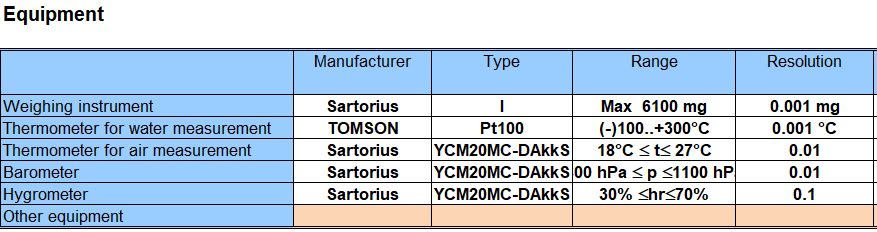 Equipment
Manufacturer Type Range Resolution
Weighing instrument Sartorius I Max 6100 mg 0.001 mg
Thermometer for water measurement TOMSON Pt100 (-)100..+300°C 0.001 °C
Thermometer for air measurement Sartorius YCM20MC-DAkkS 18°C ≤ t≤ 27°C 0.01
Barometer Sartorius YCM20MC-DAkkS 00 hPa ≤ p ≤1100 hP 0.01
Hygrometer Sartorius YCM20MC-DAkkS 30% ≤hr≤70% 0.1
Other equipment